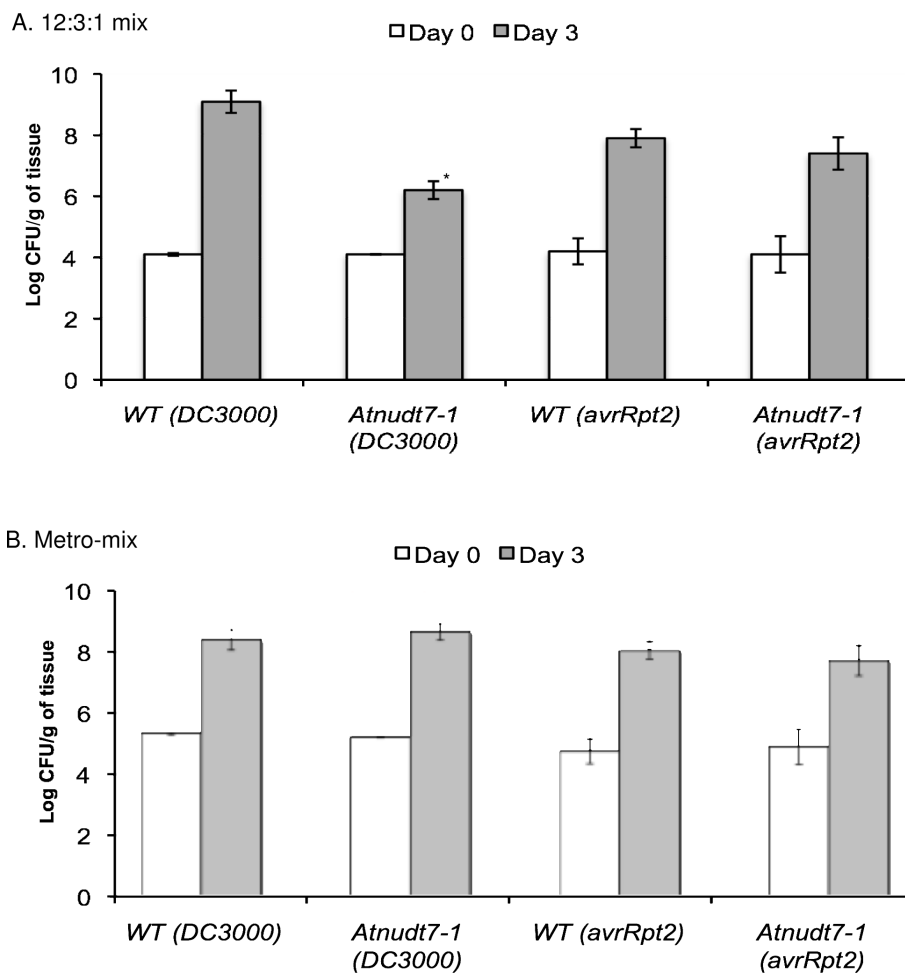 A. 12:3:1 mix
Day 0 Day 3
Log CFU/g of tissue
10
8
6
4
2
0
*
WT (DC3000)
Atnudt7-1
(DC3000)
WT (avrRpt2)
Atnudt7-1
(avrRpt2)
B. Metro-mix
Day 0 Day 3
Log CFU/g of tissue
10
8
6
4
2
0
WT (DC3000)
Atnudt7-1
(DC3000)
WT (avrRpt2)
Atnudt7-1
(avrRpt2)